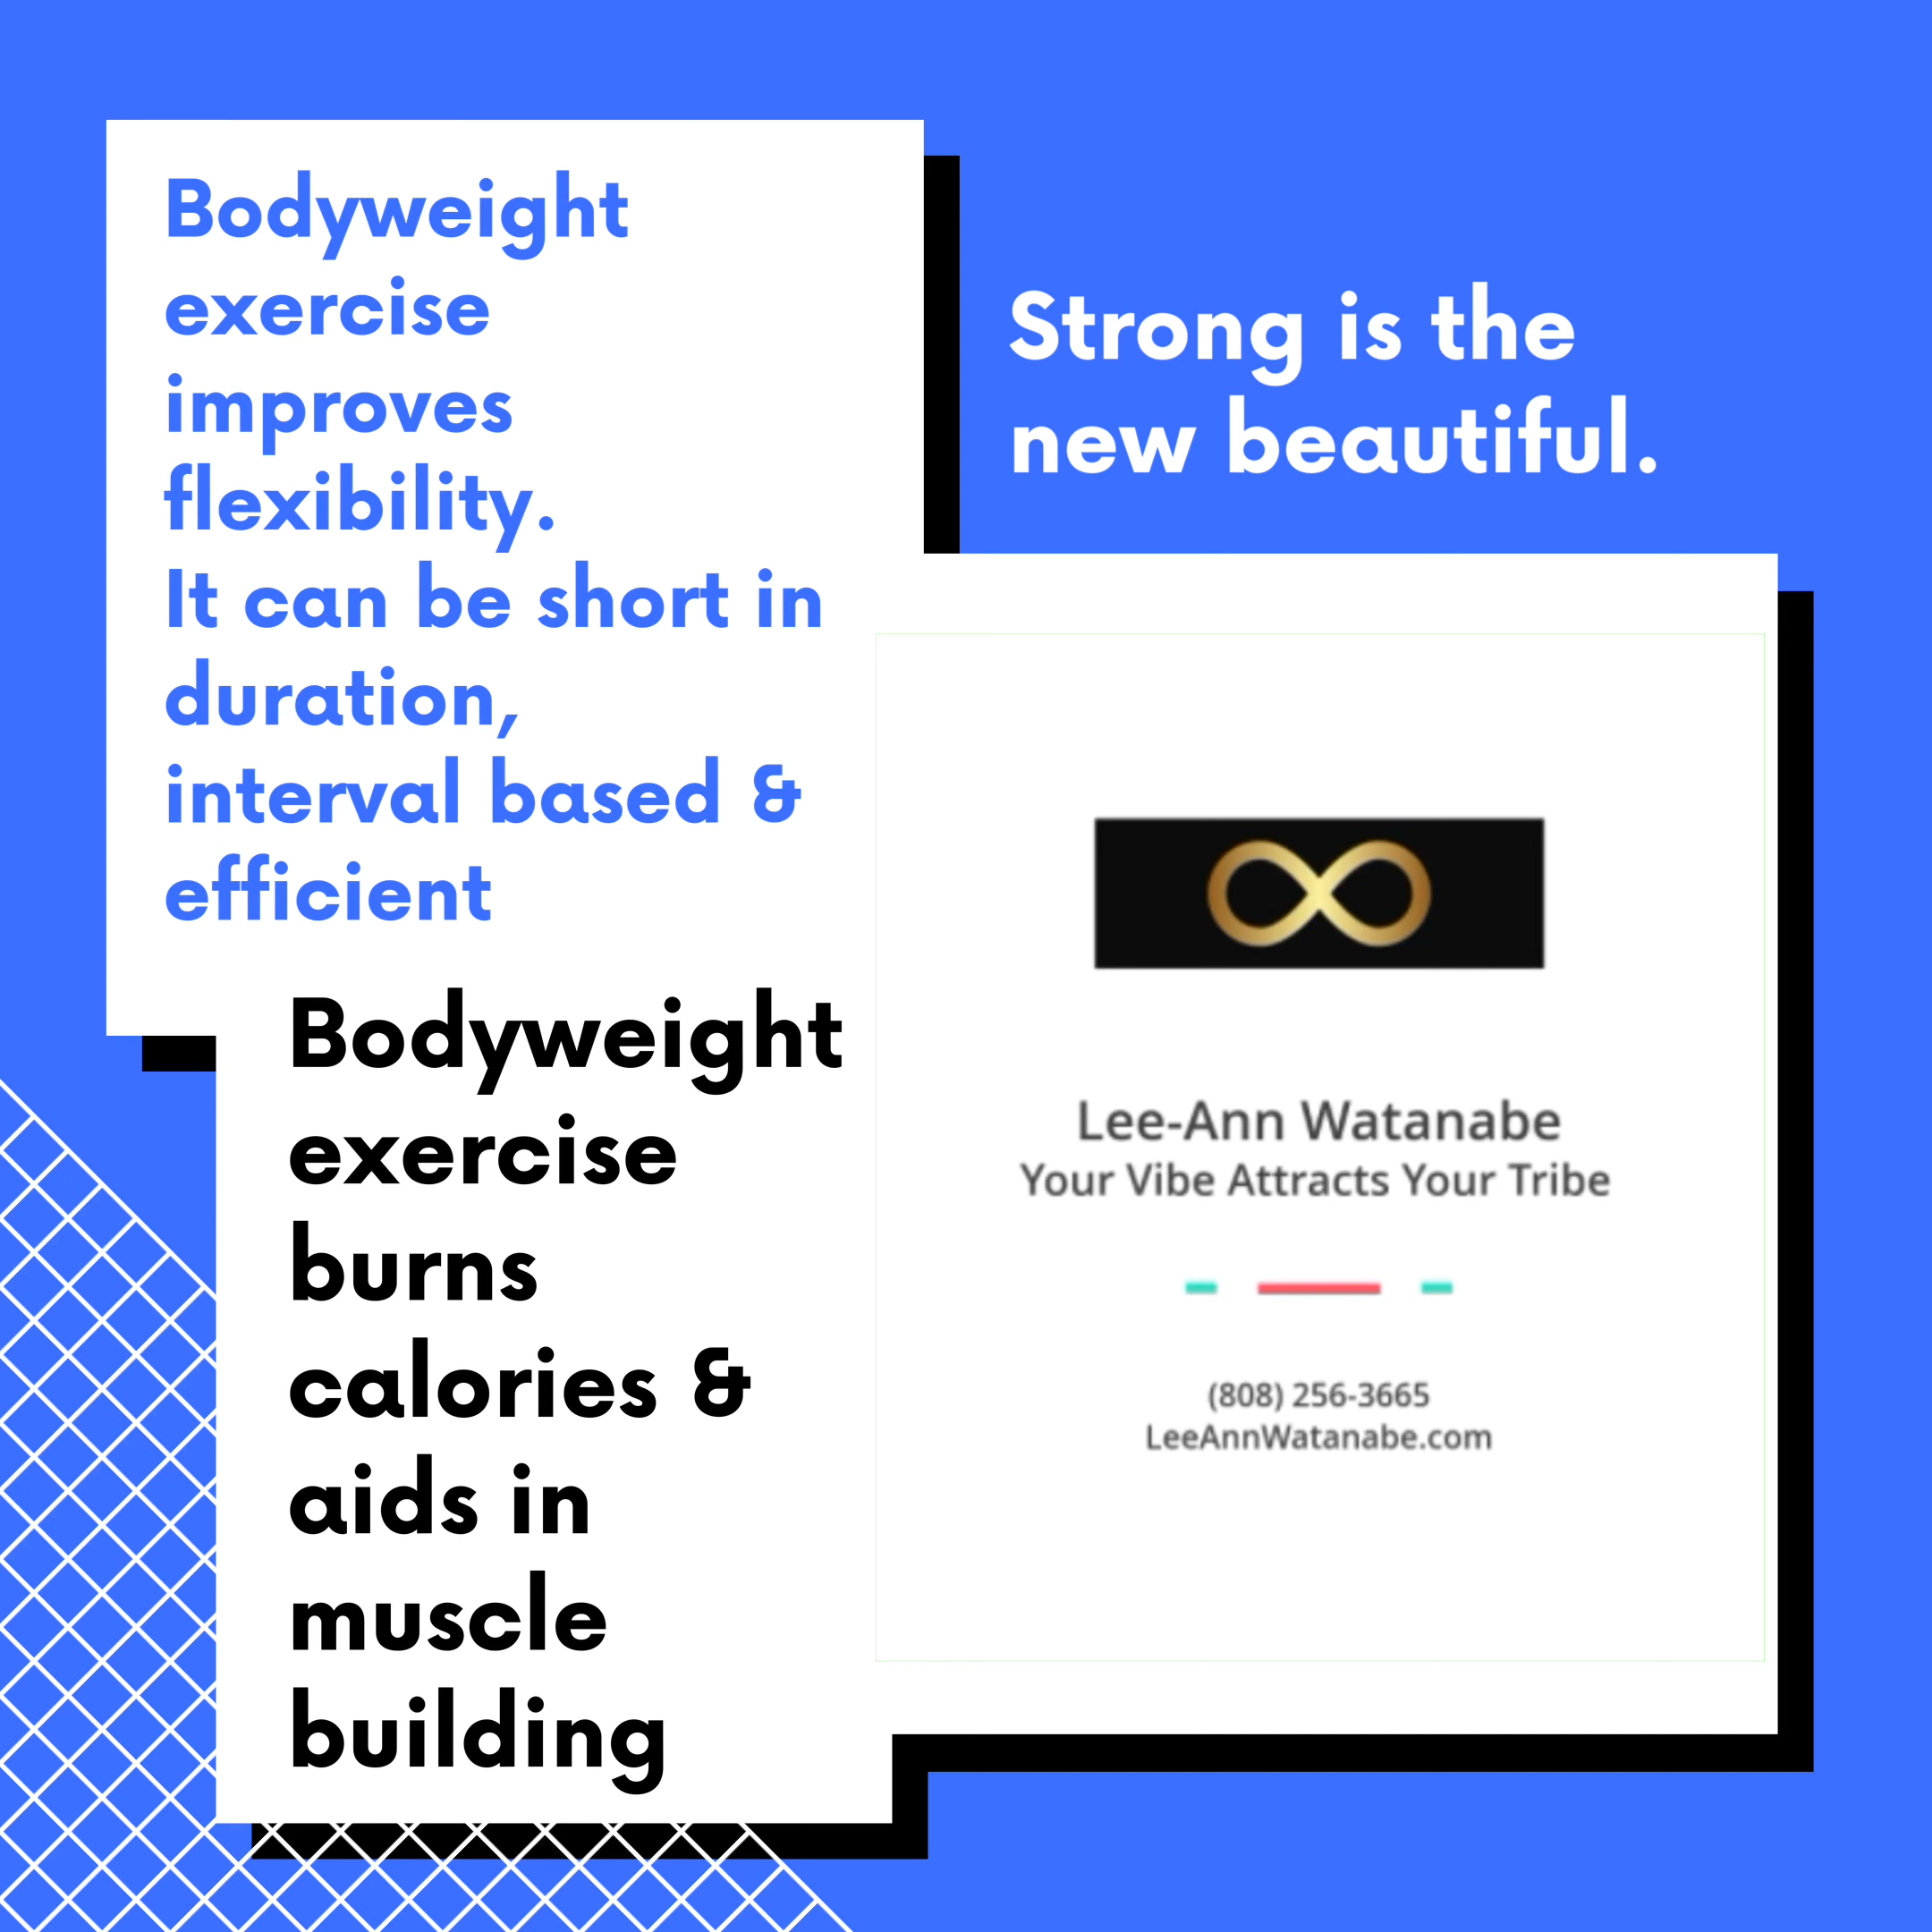 Bodyweight
exercise
improves
flexibility.
It can be short in
duration,
interval based &
efficient
Strong is the
new beautiful.
Bodyweight
exercise
burns
calories &
aids in
muscle
building
Lee-Ann Watanabe
Your Vibe Attracts Your Tribe
(808) 256-3665
LeeAnnWatanabe.com